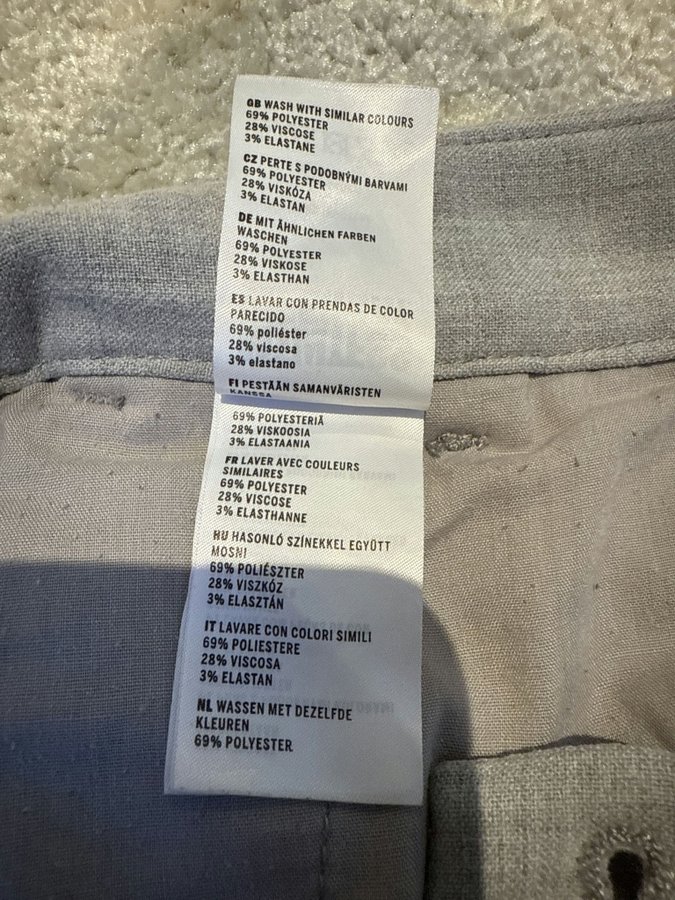 GB WASH WITH SIMILAR COLOURS
69% POLYESTER
28% VISCOSE
3% ELASTANE
CZ PERTE S PODOBNÝMI BARVAMI
69% POLYESTER
28% VISKÓZA
3% ELASTAN
DE MIT ÄHNLICHEN FARBEN
WASCHEN
69% POLYESTER
28% VISKOSE
3% ELASTHAN
ES LAVAR CON PRENDAS DE COLOR
PARECIDO
69% poliéster
28% viscosa
3% elastano
FI PESTÄÄN SAMANVÄRISTEN
KANSSA
69% POLYESTERIÄ
28% VISKOOSIA
3% ELASTAANIA
FR LAVER AVEC COULEURS
SIMILAIRES
69% POLYESTER
28% VISCOSE
3% ELASTHANNE
HU HASONLÓ SZÍNEKKEL EGYÜTT
MOSNI
69% POLIÉSZTER
28% VISZKÓZ
3% ELASZTÁN
IT LAVARE CON COLORI SIMILI
69% POLIESTERE
28% VISCOSA
3% ELASTAN
NL WASSEN MET DEZELFDE
KLEUREN
69% POLYESTER